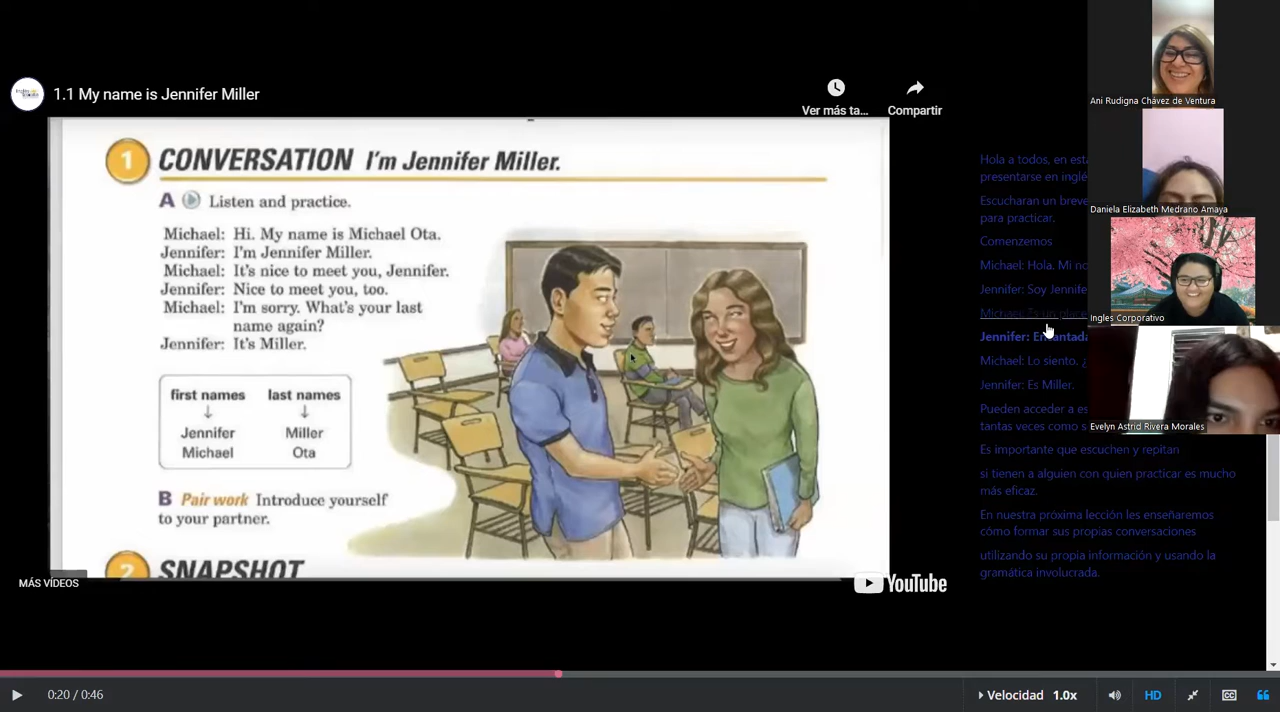 1.1 My name is Jennifer Miller
Ver más ta...
Compartir
1 CONVERSATION I'm Jennifer Miller.
A Listen and practice.
Michael: Hi. My name is Michael Ota.
Jennifer: I'm Jennifer Miller.
Michael: It's nice to meet you, Jennifer.
Jennifer: Nice to meet you, too.
Michael: I'm sorry. What's your last
name again?
Jennifer: It's Miller.
first names last names
↓ ↓
Jennifer Miller
Michael Ota
B Pair work Introduce yourself
to your partner.
2 SNAPSHOT
MÁS VÍDEOS
YouTube
Hola a todos, en
presentarse en
Escucharan un breve
para practicar.
Comenzemos
Michael: Hola. Mi
Jennifer: Soy
Michael: Es un
Jennifer:
Michael: Lo siento. ¿
Jennifer: Es Miller.
Pueden acceder a
tantas veces como
Es importante que escuchen y repitan
si tienen a alguien con quien practicar es mucho
más eficaz.
En nuestra próxima lección les enseñaremos
cómo formar sus propias conversaciones
utilizando su propia información y usando la
gramática involucrada.
Ani Rudigna Chávez de Ventura
Daniela Elizabeth Medrano Amaya
Ingles Corporativo
Evelyn Astrid Rivera Morales
0:20 / 0:46
Velocidad 1.0x
HD
CC